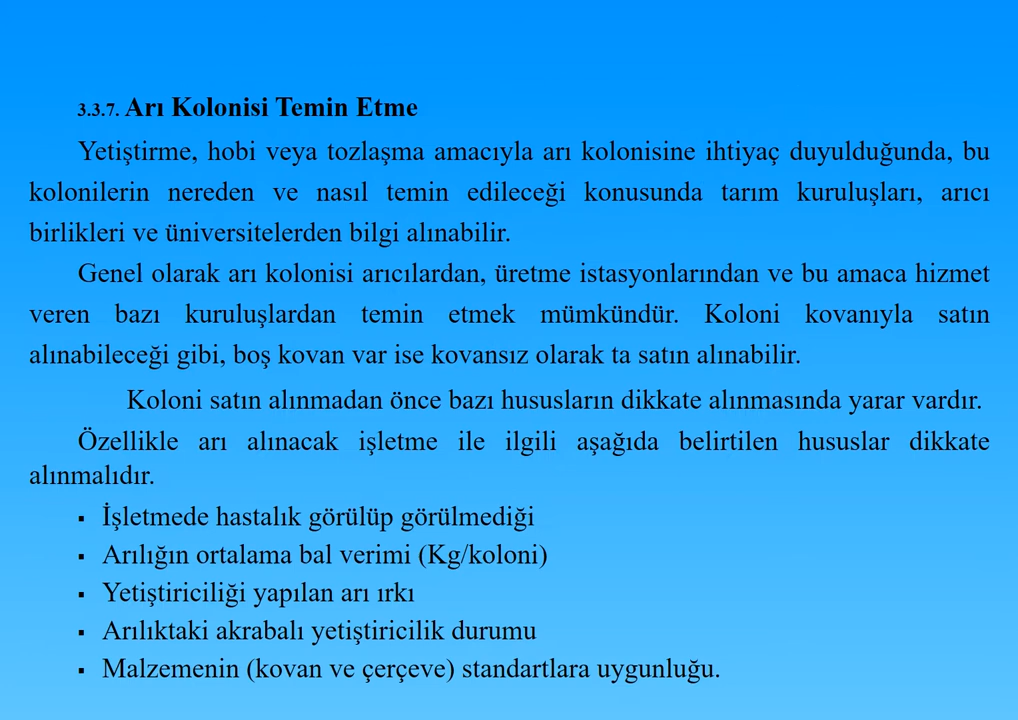 3.3.7. Arı Kolonisi Temin Etme
Yetiştirme, hobi veya tozlaşma amacıyla arı kolonisine ihtiyaç duyulduğunda, bu
kolonilerin nereden ve nasıl temin edileceği konusunda tarım kuruluşları, arıcı
birlikleri ve üniversitelerden bilgi alınabilir.
Genel olarak arı kolonisi arıcılardan, üretme istasyonlarından ve bu amaca hizmet
veren bazı kuruluşlardan temin etmek mümkündür. Koloni kovanıyla satın
alınabileceği gibi, boş kovan var ise kovansız olarak ta satın alınabilir.
Koloni satın alınmadan önce bazı hususların dikkate alınmasında yarar vardır.
Özellikle arı alınacak işletme ile ilgili aşağıda belirtilen hususlar dikkate
alınmalıdır.
▪ İşletmede hastalık görülüp görülmediği
▪ Arılığın ortalama bal verimi (Kg/koloni)
▪ Yetiştiriciliği yapılan arı ırkı
▪ Arılıktaki akrabalı yetiştiricilik durumu
▪ Malzemenin (kovan ve çerçeve) standartlara uygunluğu.